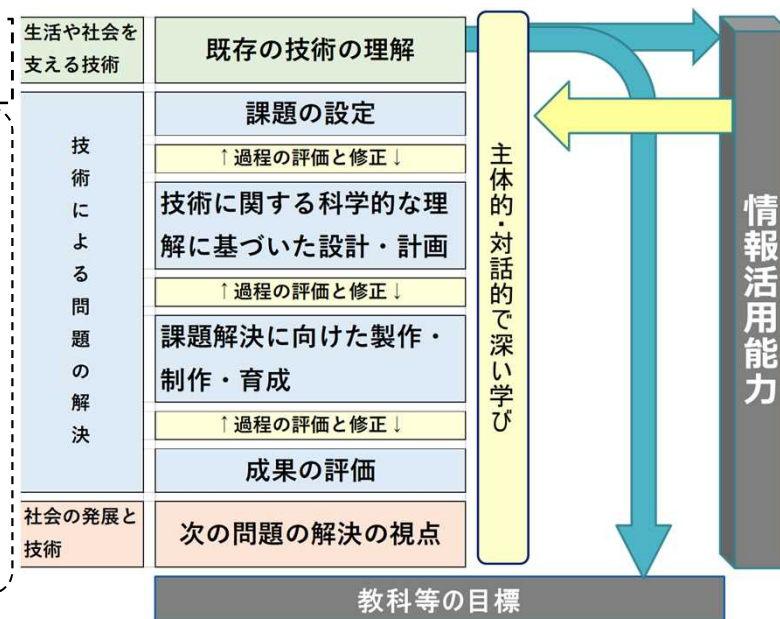 生活や社会を
支える技術
既存の技術の理解
技術による問題の解決
課題の設定
↑過程の評価と修正↓
技術に関する科学的な理
解に基づいた設計・計画
↑過程の評価と修正↓
課題解決に向けた製作・
制作・育成
↑過程の評価と修正↓
成果の評価
社会の発展と
技術
次の問題の解決の視点
主体的・対話的で深い学び
情報活用能力
教科等の目標